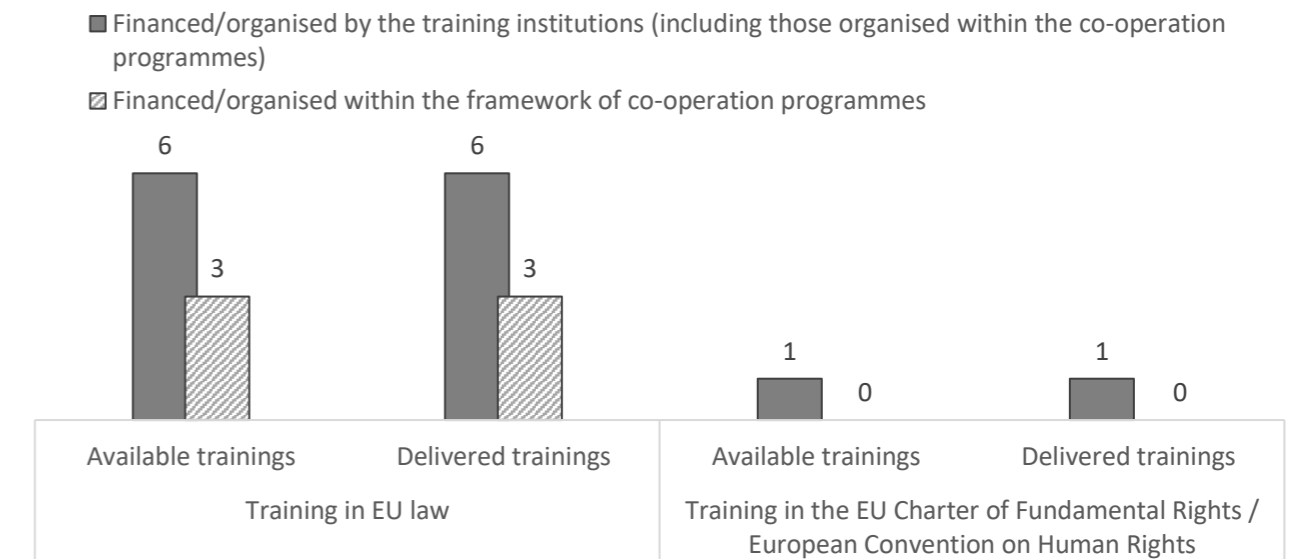 Financed/organised by the training institutions (including those organised within the co-operation
programmes)
Financed/organised within the framework of co-operation programmes
6
3
6
3
1
0
1
0
Available trainings
Delivered trainings
Available trainings
Delivered trainings
Training in EU law
Training in the EU Charter of Fundamental Rights /
European Convention on Human Rights